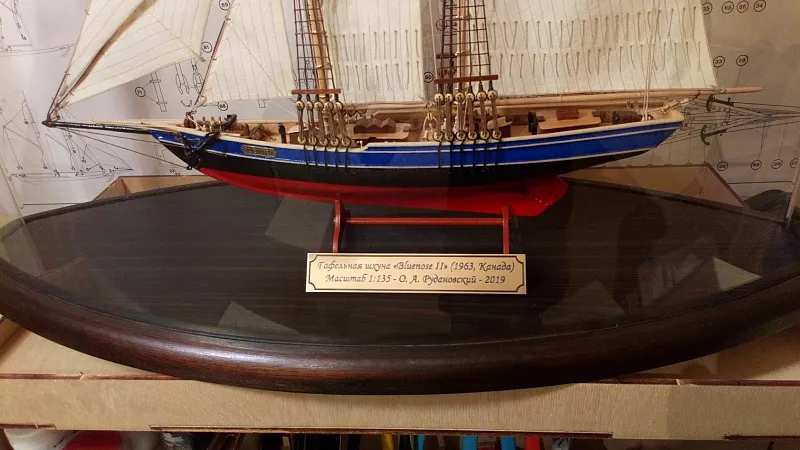 Гафельная шхуна «Bluenose II» (1963, Канада)
Масштаб 1:135 - О. А. Рудановский - 2019